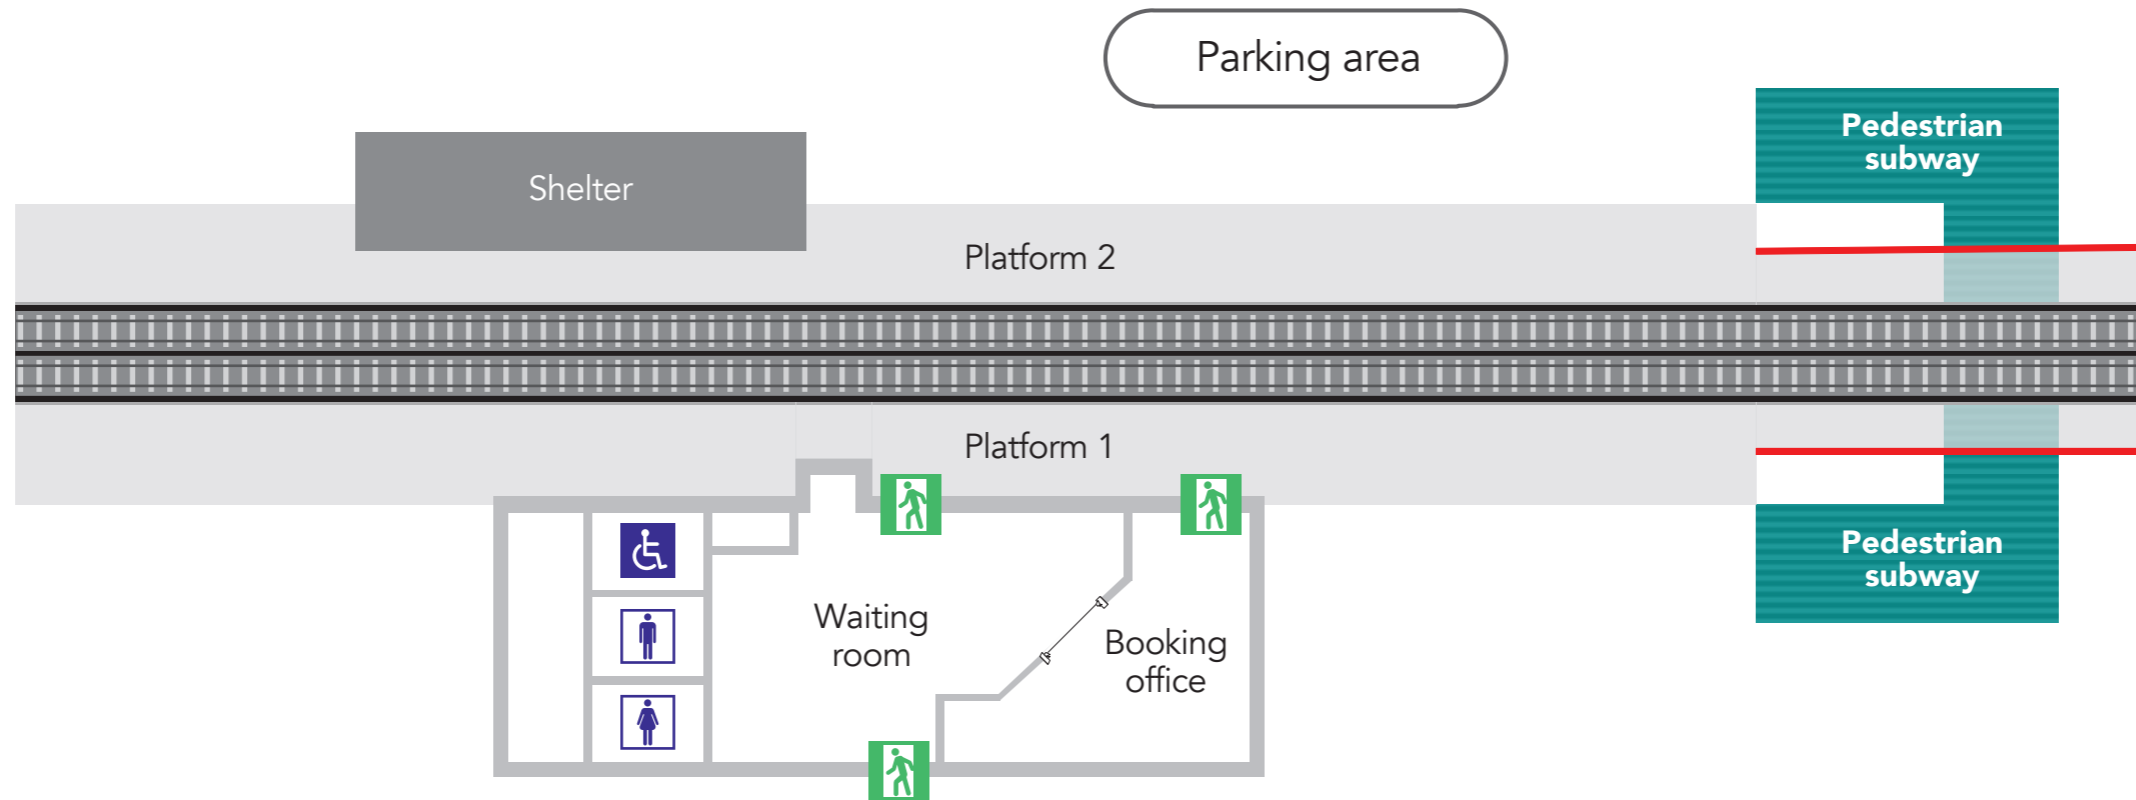 Parking area
Pedestrian
subway
Shelter
Platform 2
Platform 1
Pedestrian
subway
Waiting
room
Booking
office